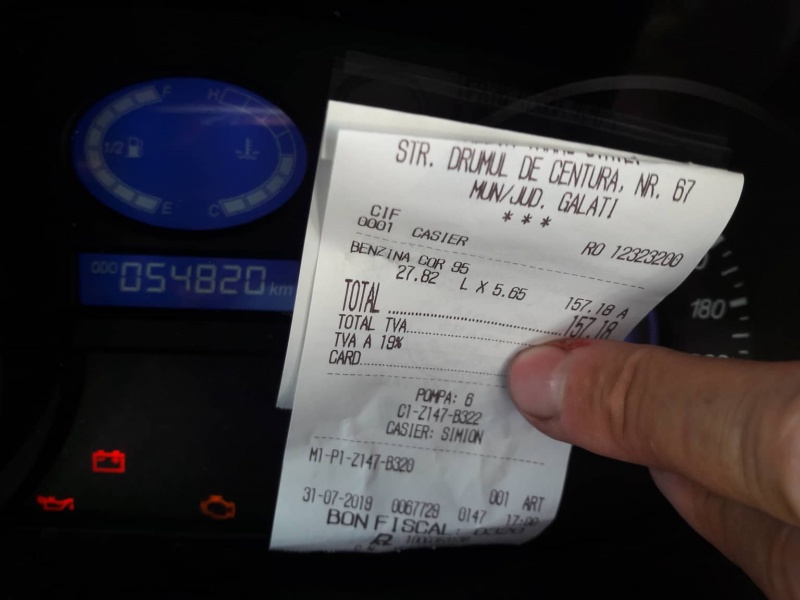 F H
1/2
E C
ODO 054820 km
180
STR. DRUMUL DE CENTURA, NR. 67
MUN/JUD. GALATI
***
CIF RO 12323200
0001 CASIER
BENZINA COR 95
27.82 L X 5.65 157.18 A
TOTAL 157.18
TOTAL TVA
TVA A 19%
CARD
POMPA: 6
C1-Z147-B322
CASIER: SIMION
M1-P1-Z147-B320
001 ART
31-07-2019 0067729 0147
BON FISCAL: